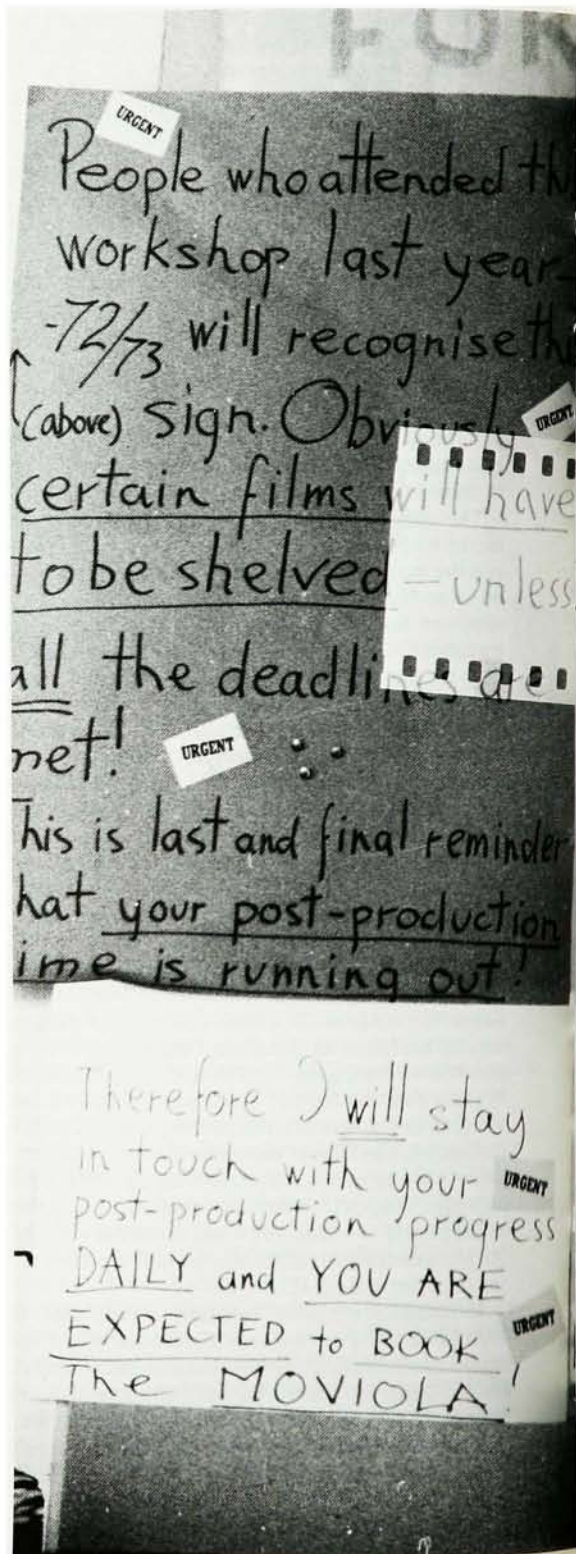 FOR
URGENT
People who attended th
workshop last year-
-72/73 will recognise th
(above) sign. Obviously
URGENT
certain films will have
to be shelved - unless
all the deadlines are
met!
URGENT
This is last and final reminder
hat your post-production
ime is running out!
Therefore I will stay
in touch with your
URGENT
post-production progress
DAILY and YOU ARE
EXPECTED to BOOK
URGENT
The MOVIOLA!